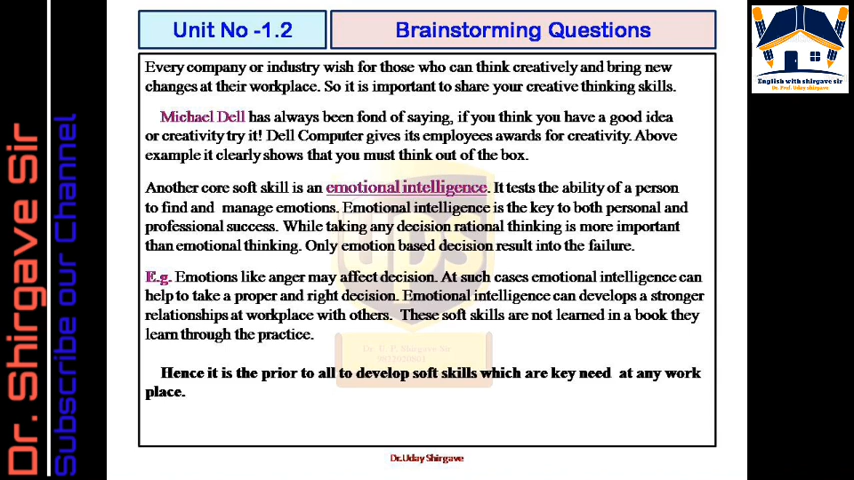 Unit No -1.2
Brainstorming Questions
Every company or industry wish for those who can think creatively and bring new
changes at their workplace. So it is important to share your creative thinking skills.
Michael Dell has always been fond of saying, if you think you have a good idea
or creativity try it! Dell Computer gives its employees awards for creativity. Above
example it clearly shows that you must think out of the box.
Another core soft skill is an emotional intelligence. It tests the ability of a person
to find and manage emotions. Emotional intelligence is the key to both personal and
professional success. While taking any decision rational thinking is more important
than emotional thinking. Only emotion based decision result into the failure.
E.g. Emotions like anger may affect decision. At such cases emotional intelligence can
help to take a proper and right decision. Emotional intelligence can develops a stronger
relationships at workplace with others. These soft skills are not learned in a book they
learn through the practice.
Hence it is the prior to all to develop soft skills which are key need at any work
place.
Dr.Uday Shirgave
Dr. Shirgave Sir
Subscribe our Channel
English with shirgave sir
Dr. Prof. Uday shirgave